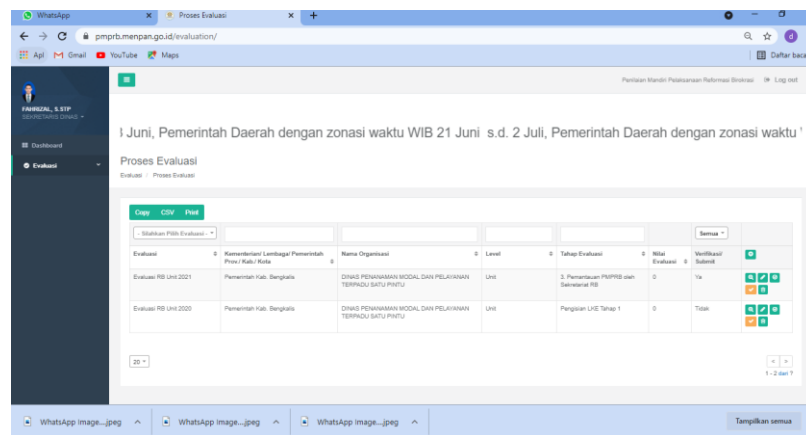 WhatsApp
Proses Evaluasi
pmprb.menpan.go.id/evaluation/
Apl
Gmail
YouTube
Maps
Daftar baca
d
FAHRIZAL, S.STP
SEKRETARIS DINAS
Dashboard
Evaluasi
Penilaian Mandiri Pelaksanaan Reformasi Birokrasi
Log out
Juni, Pemerintah Daerah dengan zonasi waktu WIB 21 Juni s.d. 2 Juli, Pemerintah Daerah dengan zonasi waktu
Proses Evaluasi
Evaluasi / Proses Evaluasi
Copy CSV Print
- Silahkan Pilih Evaluasi -
Semua
Evaluasi
Kementerian/ Lembaga/ Pemerintah
Prov./ Kab./ Kota
Nama Organisasi
Level
Tahap Evaluasi
Nilai
Evaluasi
Verifikasi/
Submit
Evaluasi RB Unit 2021
Pemerintah Kab. Bengkalis
DINAS PENANAMAN MODAL DAN PELAYANAN
TERPADU SATU PINTU
Unit
3. Pemantauan PMPRB oleh
Sekretariat RB
0
Ya
Evaluasi RB Unit 2020
Pemerintah Kab. Bengkalis
DINAS PENANAMAN MODAL DAN PELAYANAN
TERPADU SATU PINTU
Unit
Pengisian LKE Tahap 1
0
Tidak
20
« »
1 - 2 dari ?
WhatsApp Image...jpeg
WhatsApp Image...jpeg
WhatsApp Image...jpeg
Tampilkan semua